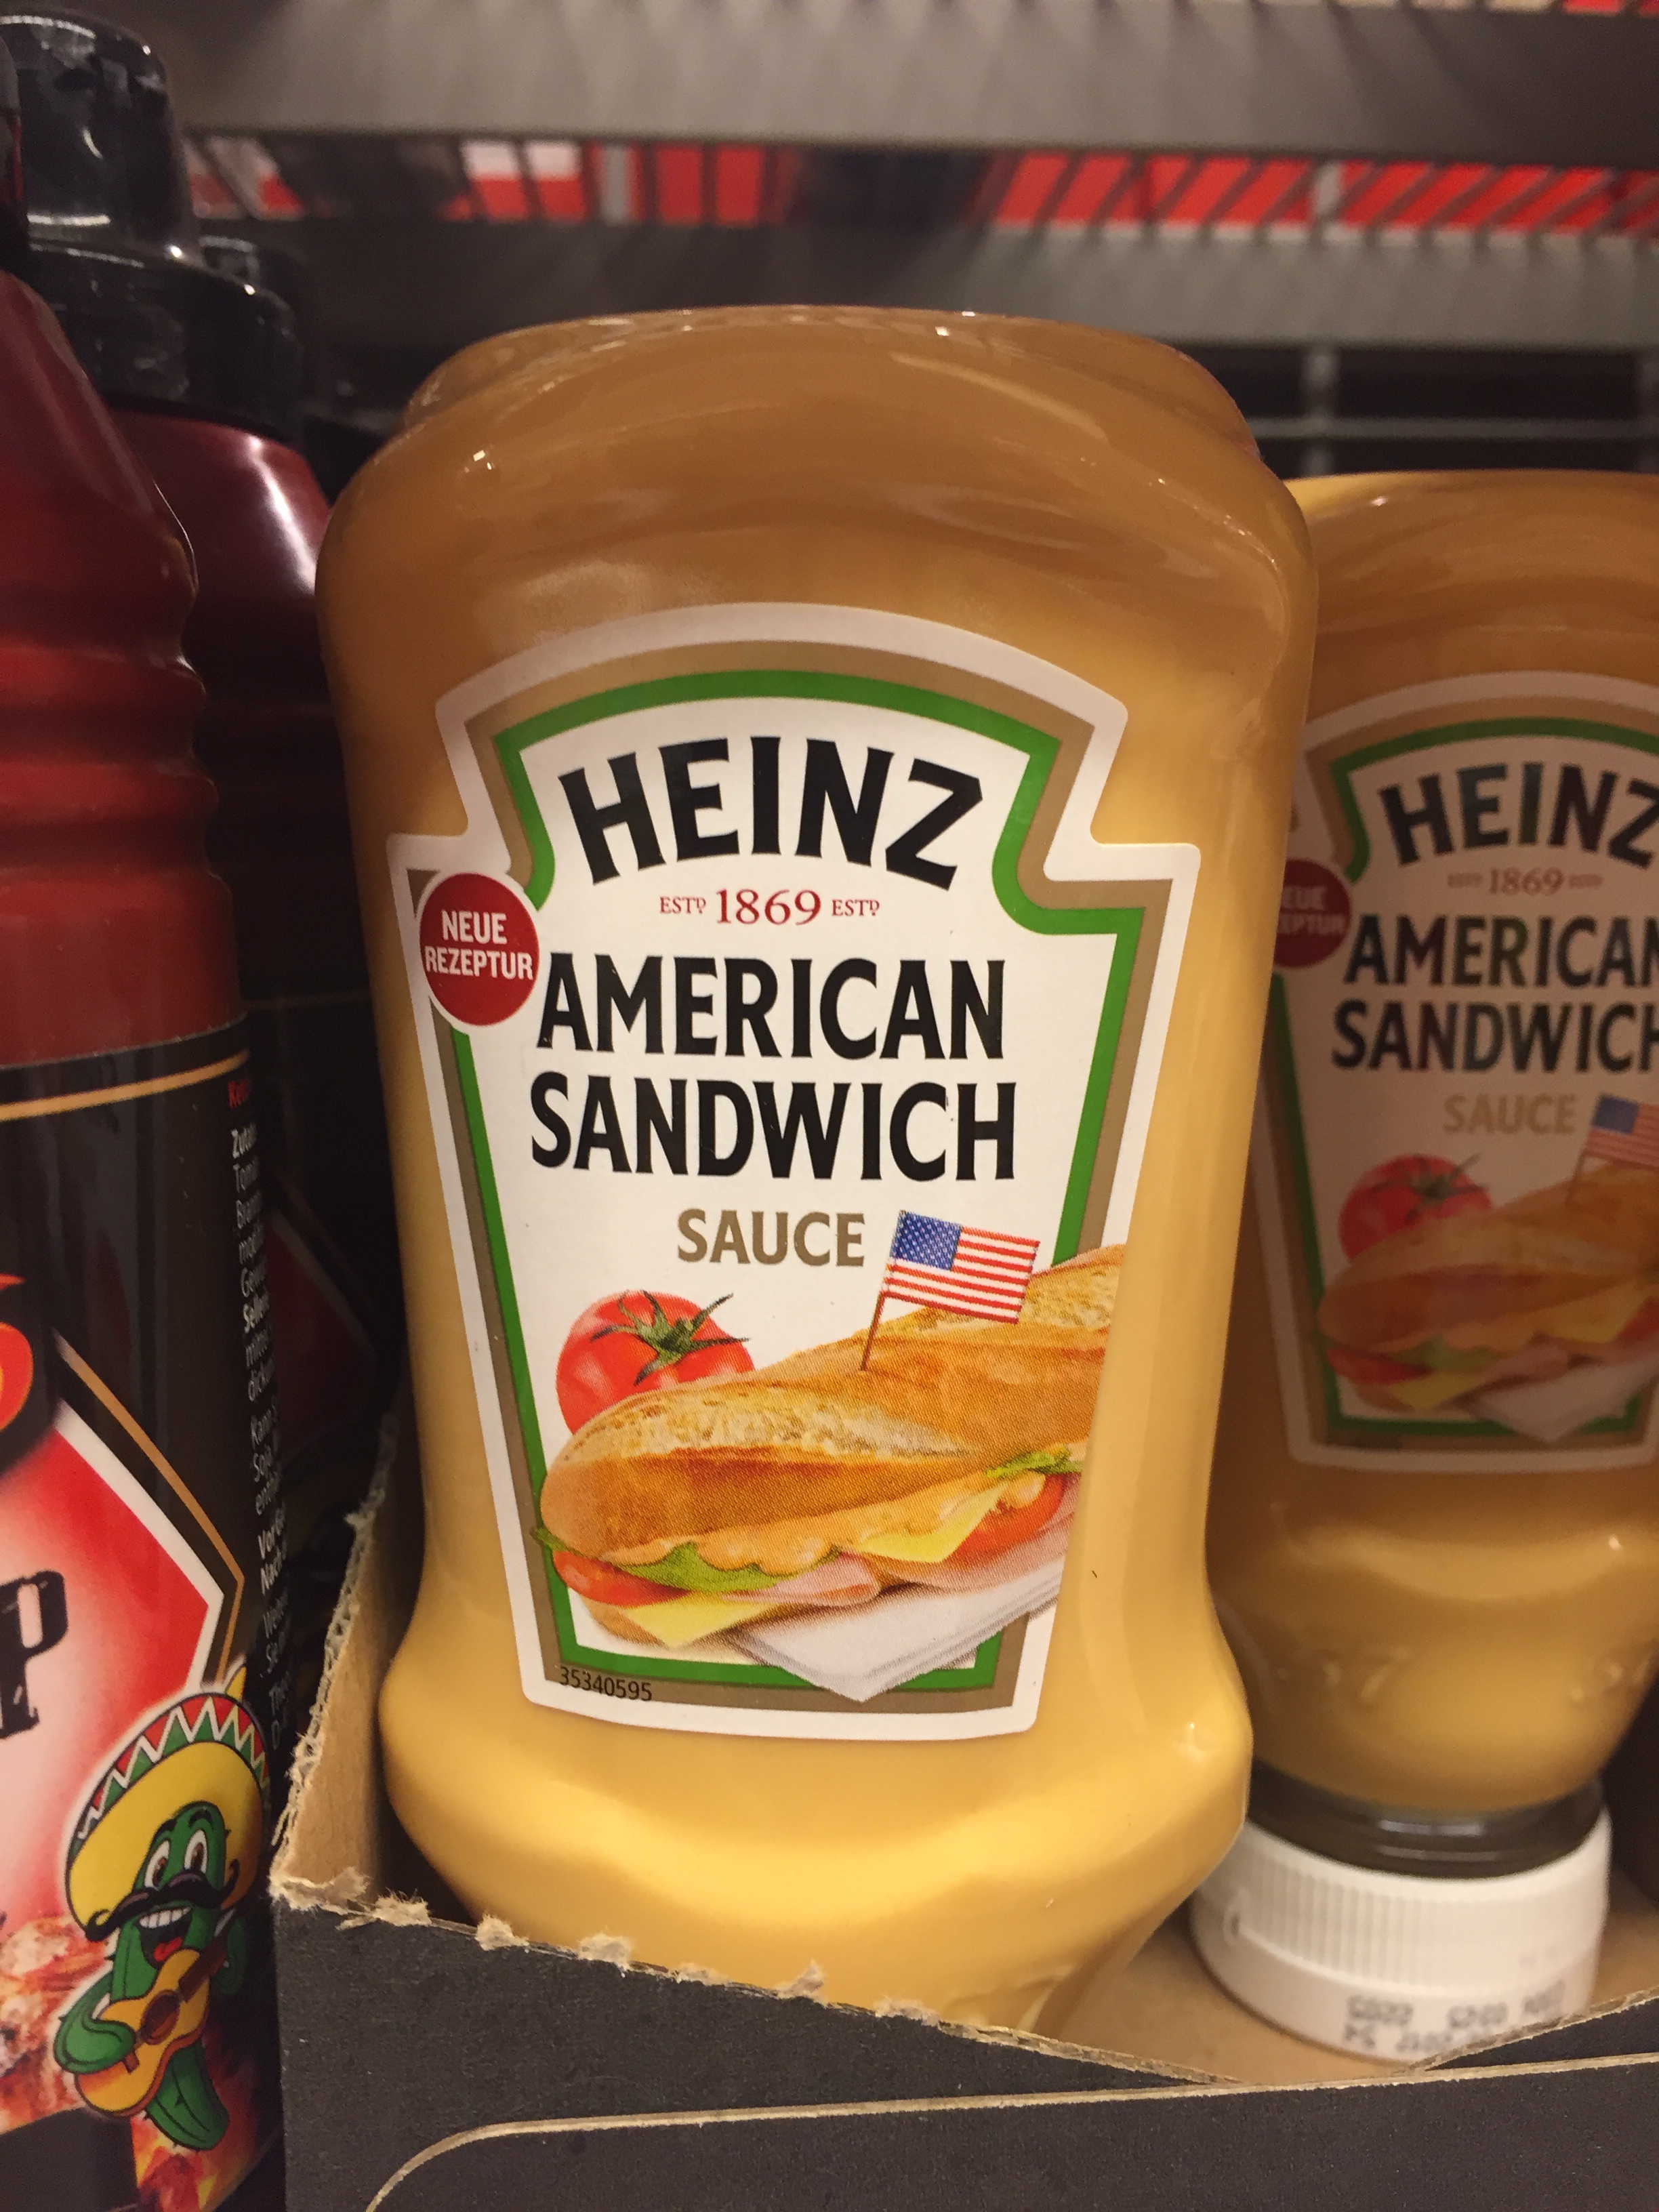 HEINZ
ESTD 1869 ESTD
NEUE
REZEPTUR
AMERICAN
SANDWICH
SAUCE
35340595
HEINZ
1869
AMERICAN
SANDWICH
SAUCE
P